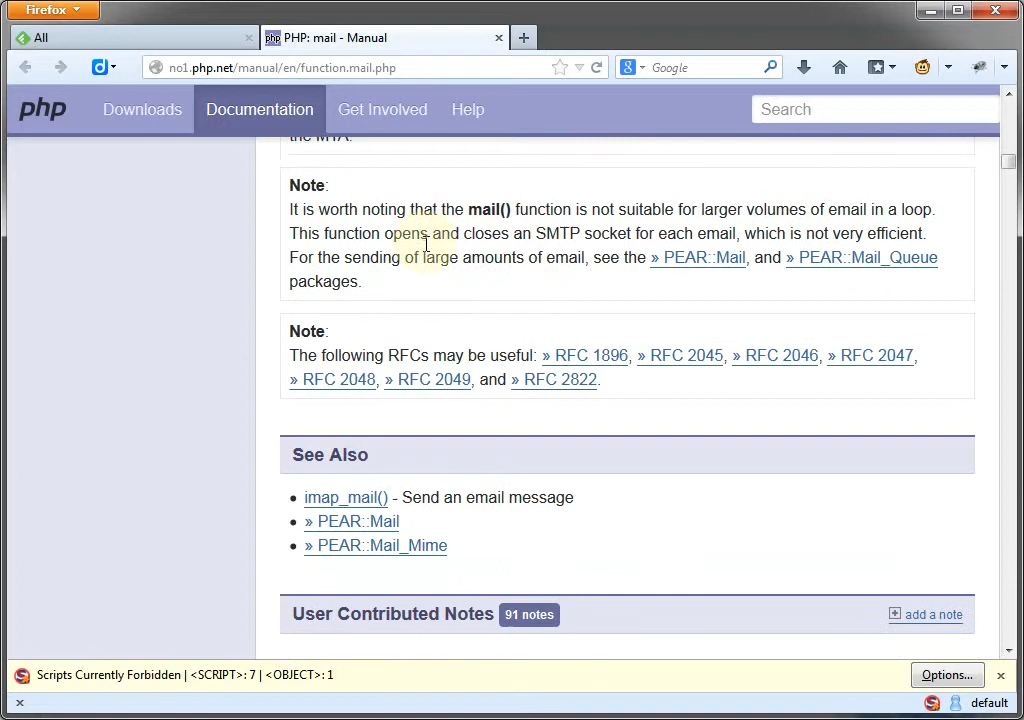 Firefox
All
php PHP: mail - Manual
no1.php.net/manual/en/function.mail.php
Google
php Downloads Documentation Get Involved Help Search
the MTA.
Note:
It is worth noting that the mail() function is not suitable for larger volumes of email in a loop.
This function opens and closes an SMTP socket for each email, which is not very efficient.
For the sending of large amounts of email, see the » PEAR::Mail, and » PEAR::Mail_Queue
packages.
Note:
The following RFCs may be useful: » RFC 1896, » RFC 2045, » RFC 2046, » RFC 2047,
» RFC 2048, » RFC 2049, and » RFC 2822.
See Also
• imap_mail() - Send an email message
• » PEAR::Mail
• » PEAR::Mail_Mime
User Contributed Notes 91 notes add a note
Scripts Currently Forbidden | <SCRIPT>: 7 | <OBJECT>: 1 Options...
default